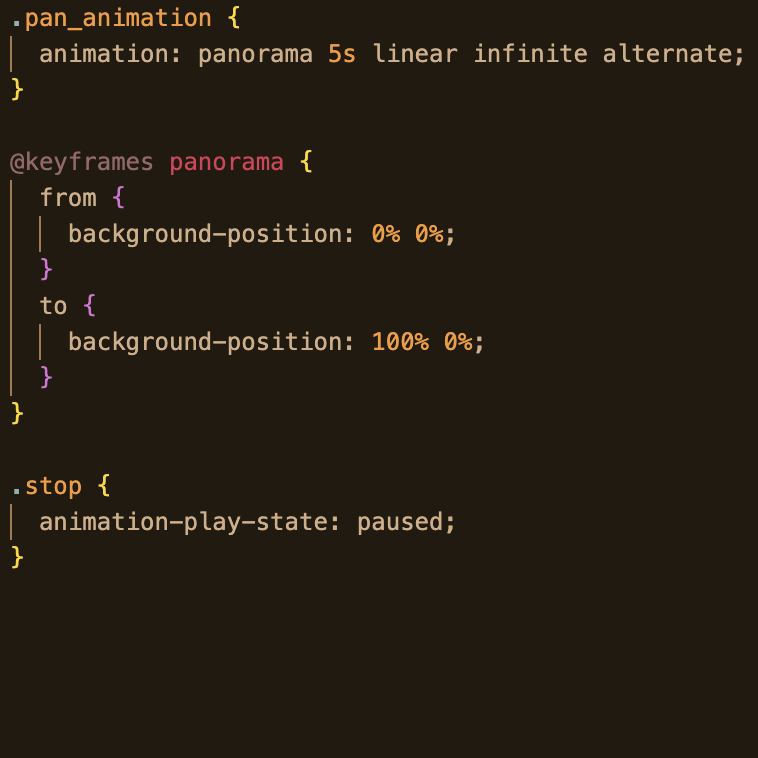 .pan_animation {
  animation: panorama 5s linear infinite alternate;
}

@keyframes panorama {
  from {
    background-position: 0% 0%;
  }
  to {
    background-position: 100% 0%;
  }
}

.stop {
  animation-play-state: paused;
}